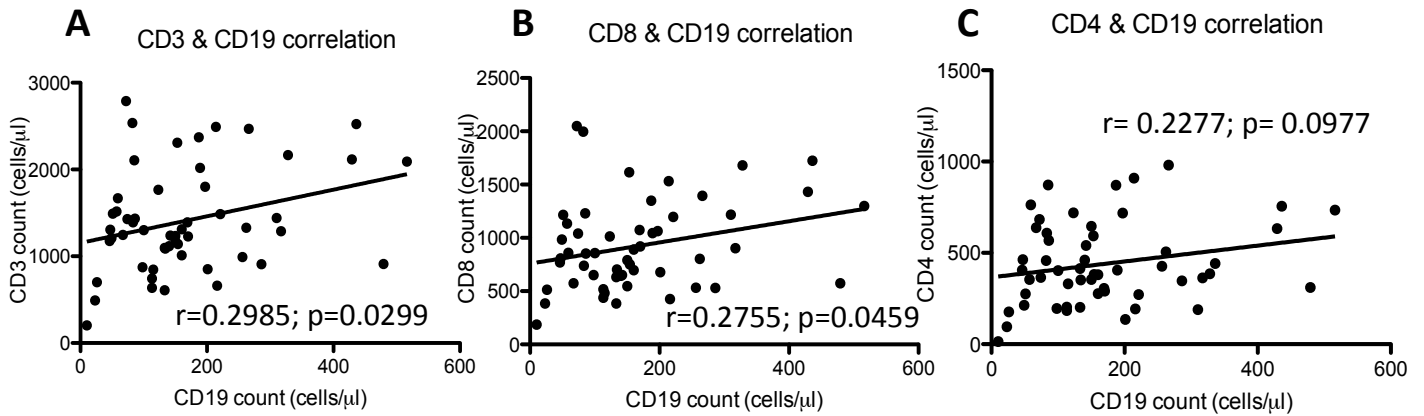 A
CD3 & CD19 correlation
CD3 count (cells/µl)
3000
2000
1000
0
r=0.2985; p=0.0299
0
200
400
600
CD19 count (cells/µl)
B
CD8 & CD19 correlation
CD8 count (cells/µl)
2500
2000
1500
1000
500
0
r=0.2755; p=0.0459
0
200
400
600
CD19 count (cells/µl)
C
CD4 & CD19 correlation
CD4 count (cells/µl)
1500
1000
500
0
r= 0.2277; p= 0.0977
0
200
400
600
CD19 count (cells/µl)